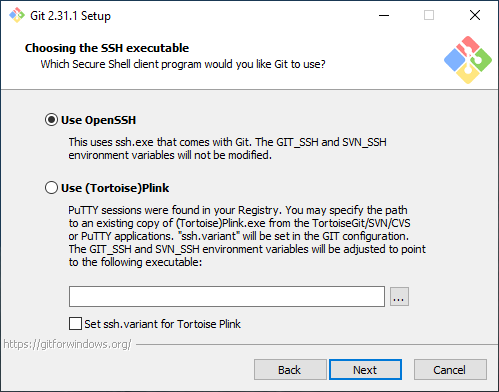 Git 2.31.1 Setup
Choosing the SSH executable
Which Secure Shell client program would you like Git to use?
Use OpenSSH
This uses ssh.exe that comes with Git. The GIT_SSH and SVN_SSH
environment variables will not be modified.
Use (Tortoise)Plink
PuTTY sessions were found in your Registry. You may specify the path
to an existing copy of (Tortoise)Plink.exe from the TortoiseGit/SVN/CVS
or PuTTY applications. "ssh.variant" will be set in the GIT configuration.
The GIT_SSH and SVN_SSH environment variables will be adjusted to point
to the following executable:
...
Set ssh.variant for Tortoise Plink
https://gitforwindows.org/
Back Next Cancel